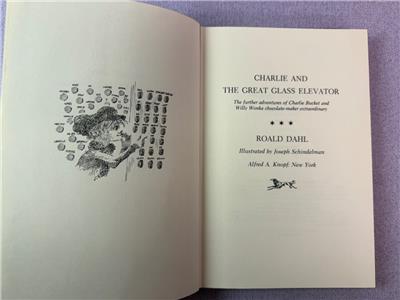 CHARLIE AND
THE GREAT GLASS ELEVATOR
The further adventures of Charlie Bucket and
Willy Wonka chocolate-maker extraordinary
ROALD DAHL
Illustrated by Joseph Schindelman
Alfred A. Knopf: New York